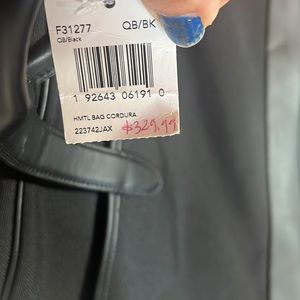 F31277 QB/BK
QB/Black
1 92643 06191 0
HMTL BAG CORDURA
223742JAX $329.99